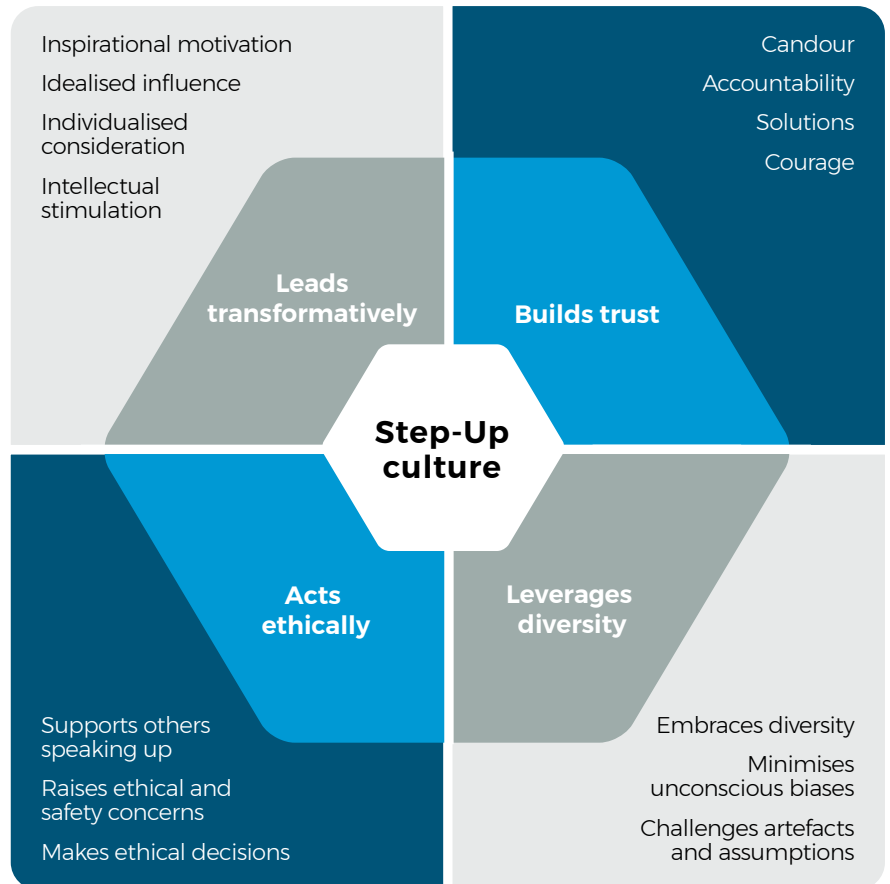 Inspirational motivation
Idealised influence
Individualised
consideration
Intellectual
stimulation
Leads
transformatively
Candour
Accountability
Solutions
Courage
Builds trust
Step-Up
culture
Acts
ethically
Supports others
speaking up
Raises ethical and
safety concerns
Makes ethical decisions
Leverages
diversity
Embraces diversity
Minimises
unconscious biases
Challenges artefacts
and assumptions